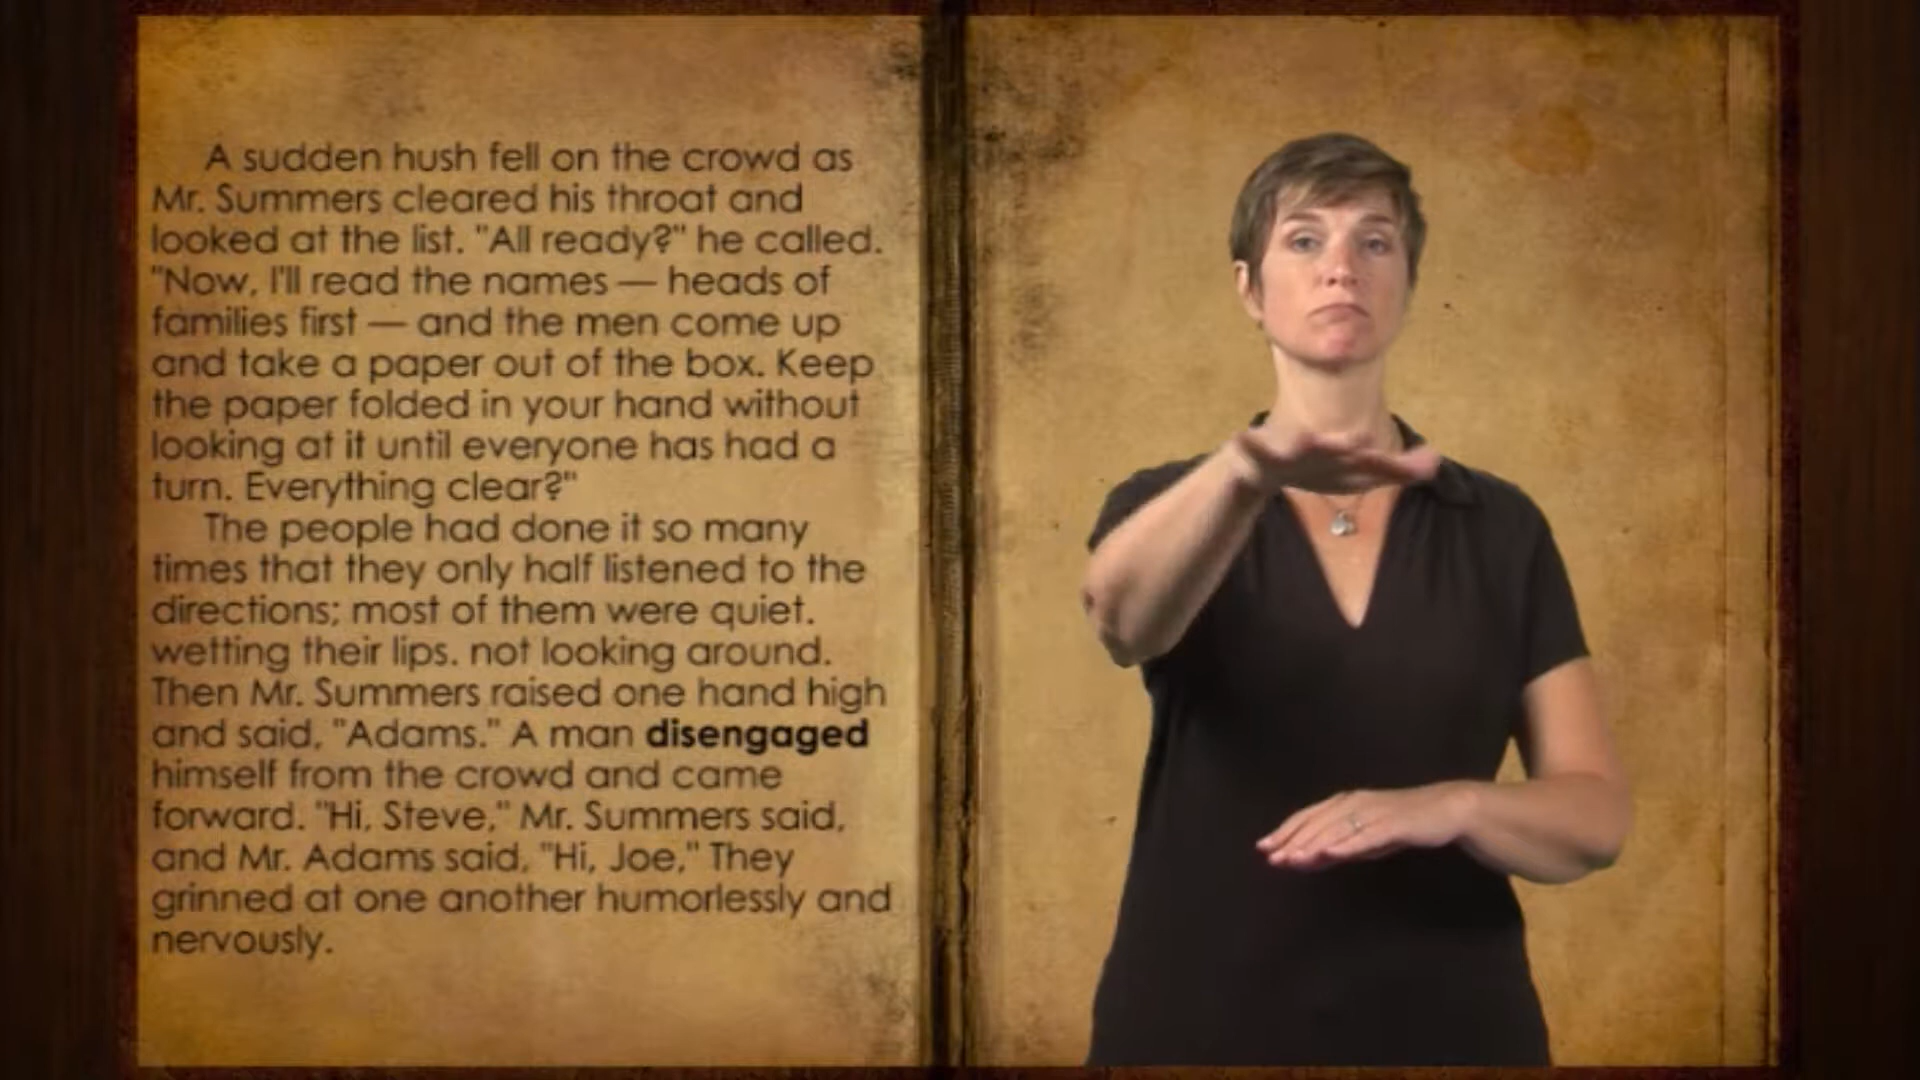 A sudden hush fell on the crowd as
Mr. Summers cleared his throat and
looked at the list. "All ready?" he called.
"Now, I'll read the names — heads of
families first — and the men come up
and take a paper out of the box. Keep
the paper folded in your hand without
looking at it until everyone has had a
turn. Everything clear?"
The people had done it so many
times that they only half listened to the
directions; most of them were quiet.
wetting their lips. not looking around.
Then Mr. Summers raised one hand high
and said, "Adams." A man disengaged
himself from the crowd and came
forward. "Hi, Steve," Mr. Summers said,
and Mr. Adams said, "Hi, Joe," They
grinned at one another humorlessly and
nervously.